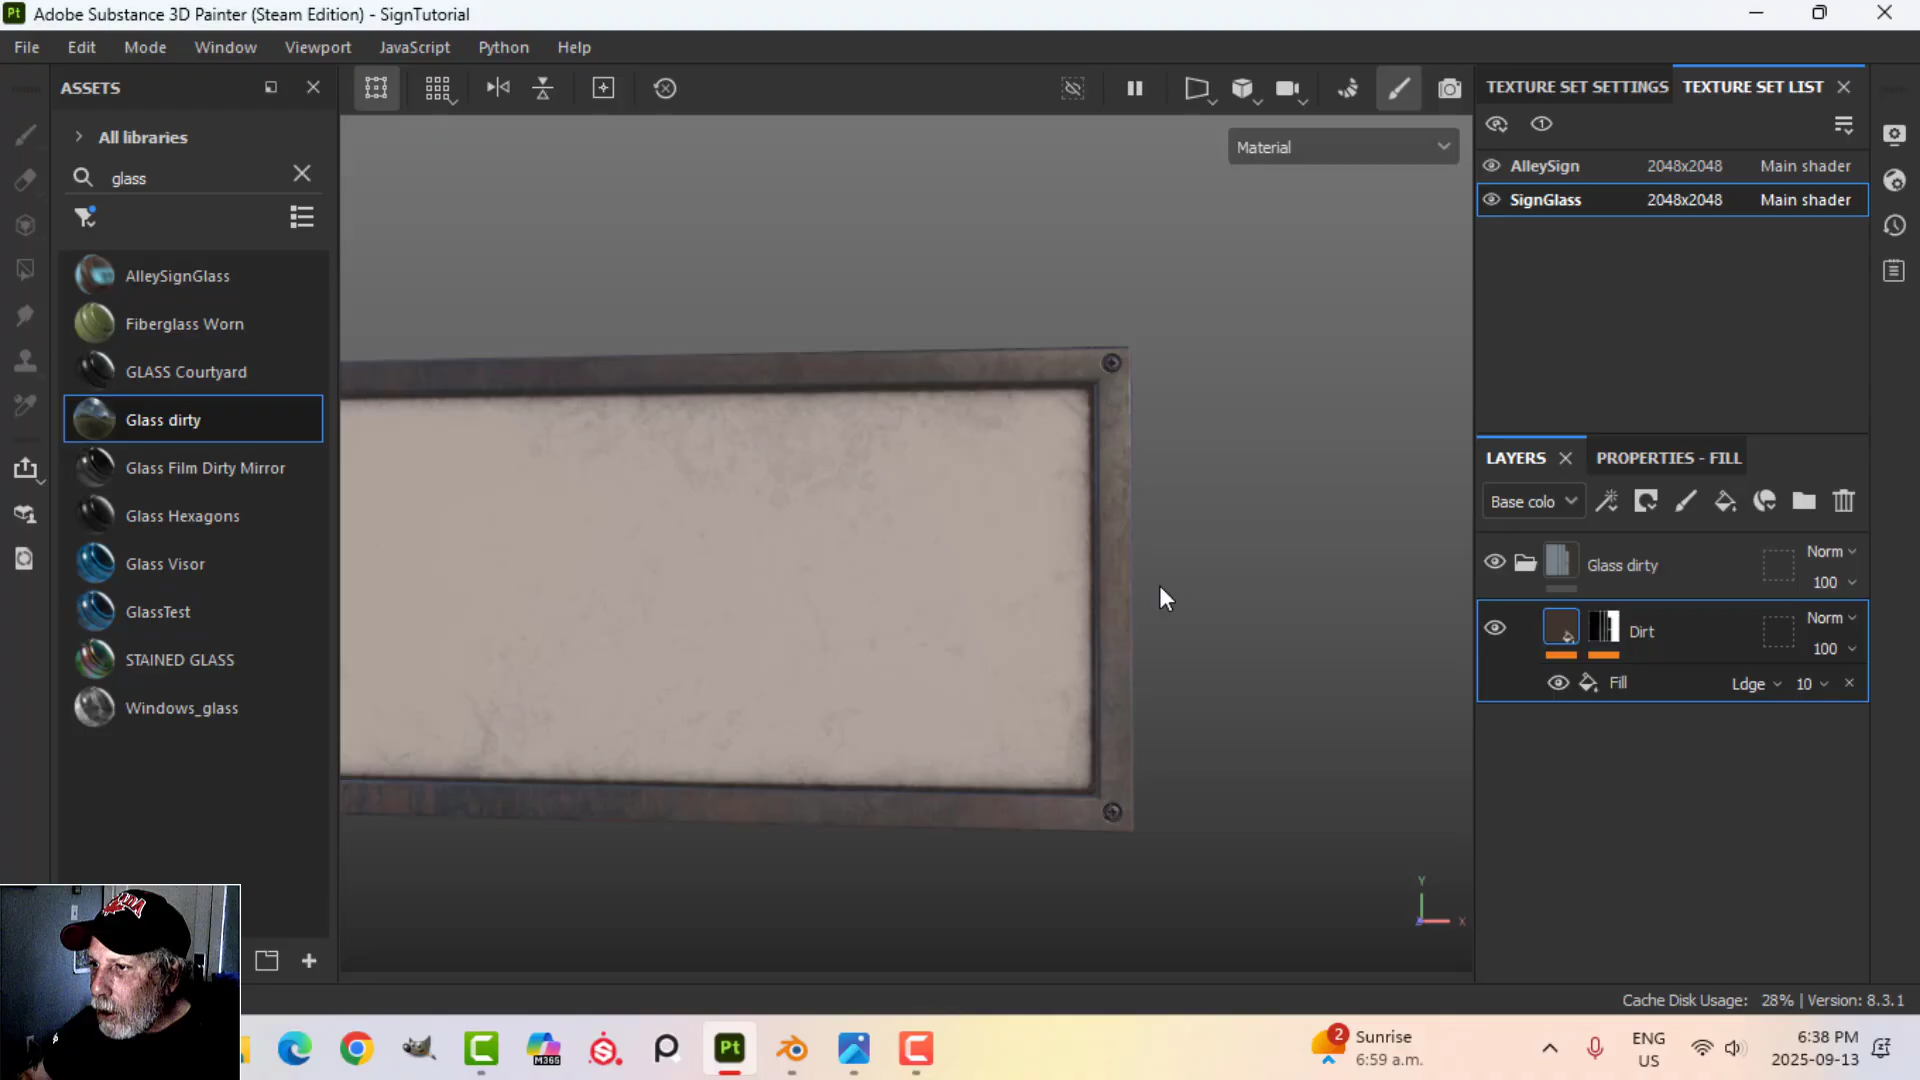 Adobe Substance 3D Painter (Steam Edition) - SignTutorial
File Edit Mode Window Viewport JavaScript Python Help
ASSETS
All libraries
glass
AlleySignGlass
Fiberglass Worn
GLASS Courtyard
Glass dirty
Glass Film Dirty Mirror
Glass Hexagons
Glass Visor
GlassTest
STAINED GLASS
Windows_glass
Material
Y
X
TEXTURE SET SETTINGS TEXTURE SET LIST
AlleySign 2048x2048 Main shader
SignGlass 2048x2048 Main shader
LAYERS PROPERTIES - FILL
Base colo
Glass dirty Norm
100
Dirt Norm
100
Fill Ldge 10
Cache Disk Usage: 28% | Version: 8.3.1
M365
Pt
2
Sunrise
6:59 a.m.
ENG
US
6:38 PM
2025-09-13